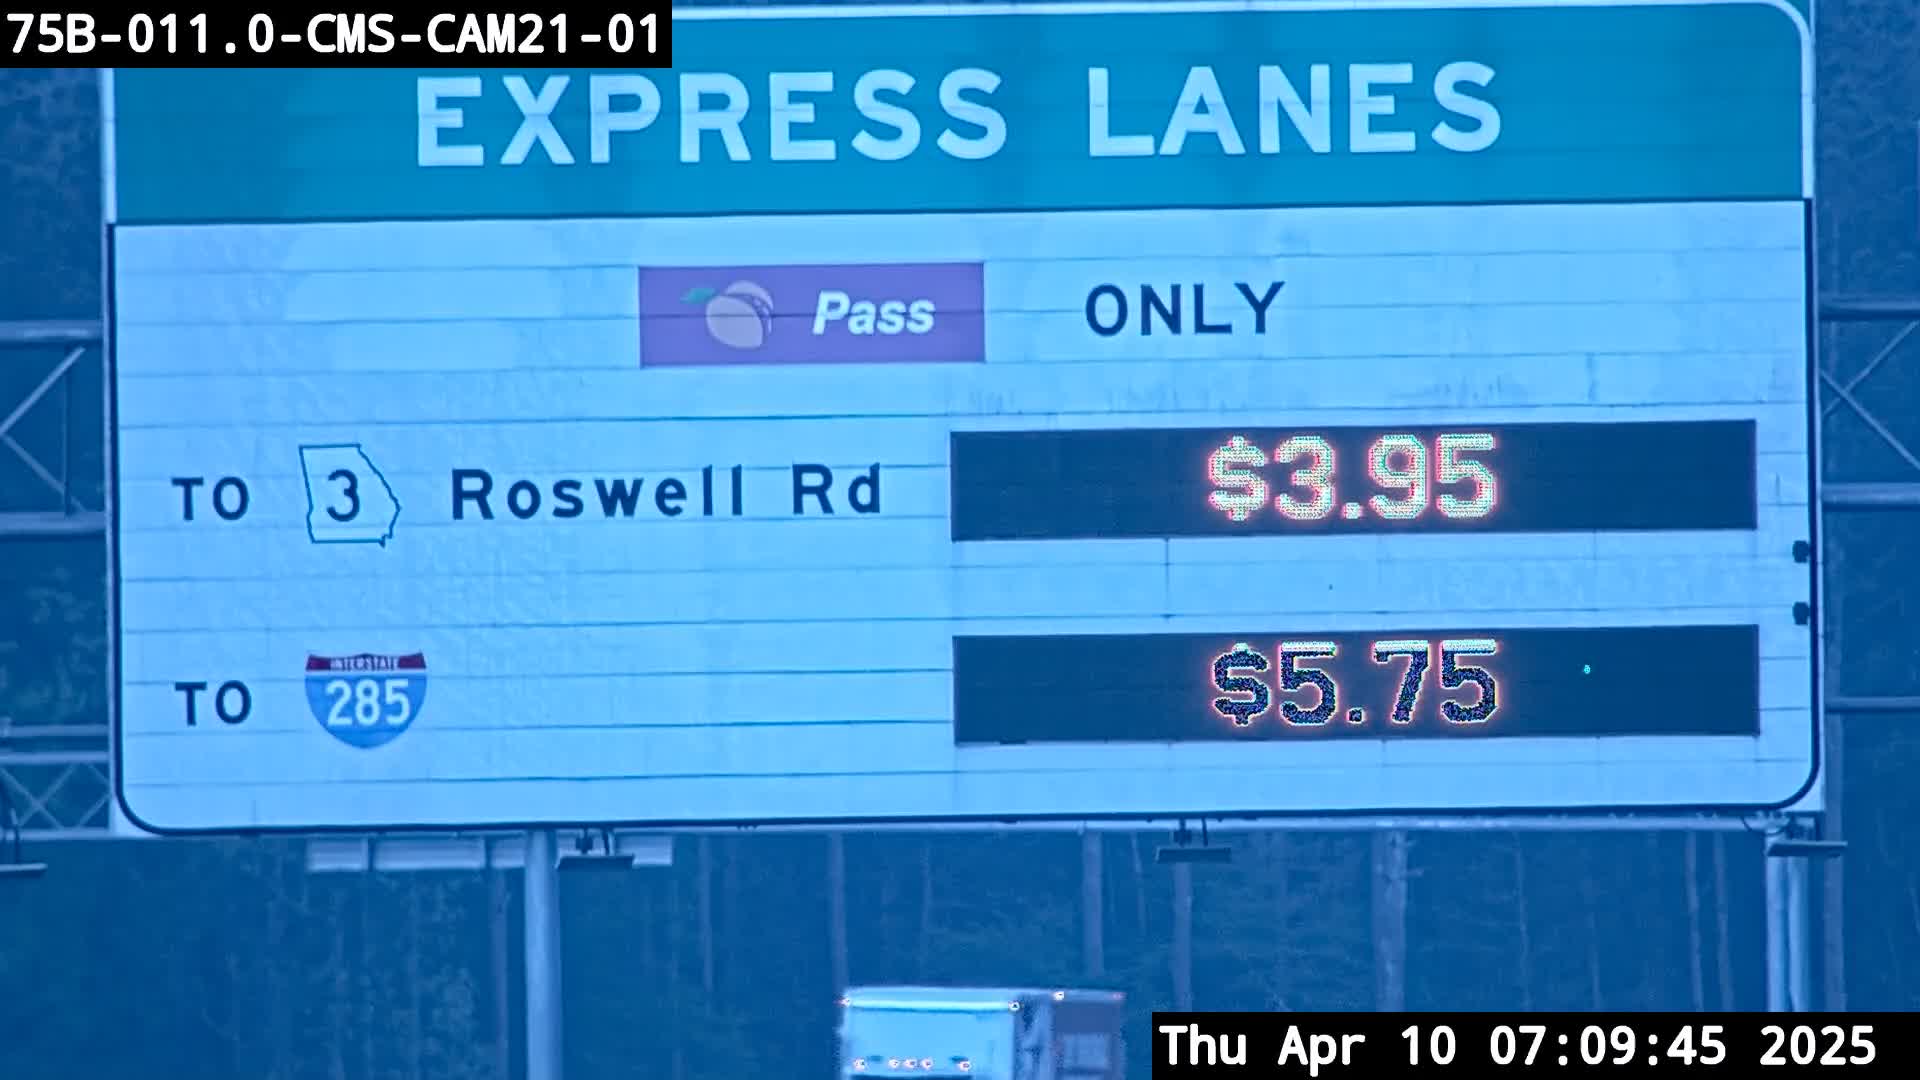 75B-011.0-CMS-CAM21-01
EXPRESS LANES
Pass ONLY
TO 3 Roswell Rd $3.95
TO INTERSTATE 285 $5.75
Thu Apr 10 07:09:45 2025